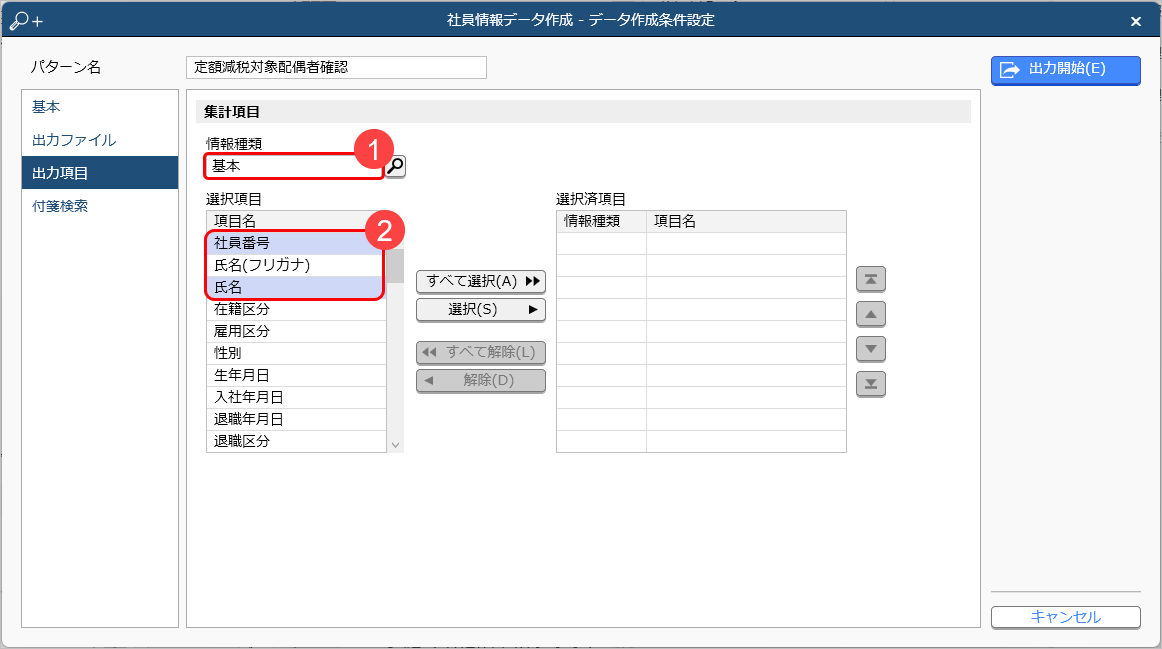 社員情報データ作成 - データ作成条件設定
パターン名
定額減税対象配偶者確認
出力開始(E)
基本
出力ファイル
出力項目
付箋検索
集計項目
情報種類
1
基本
選択項目
項目名
2
社員番号
氏名(フリガナ)
氏名
在籍区分
雇用区分
性別
生年月日
入社年月日
退職年月日
退職区分
すべて選択(A)
選択(S)
すべて解除(L)
解除(D)
選択済項目
情報種類 項目名
キャンセル